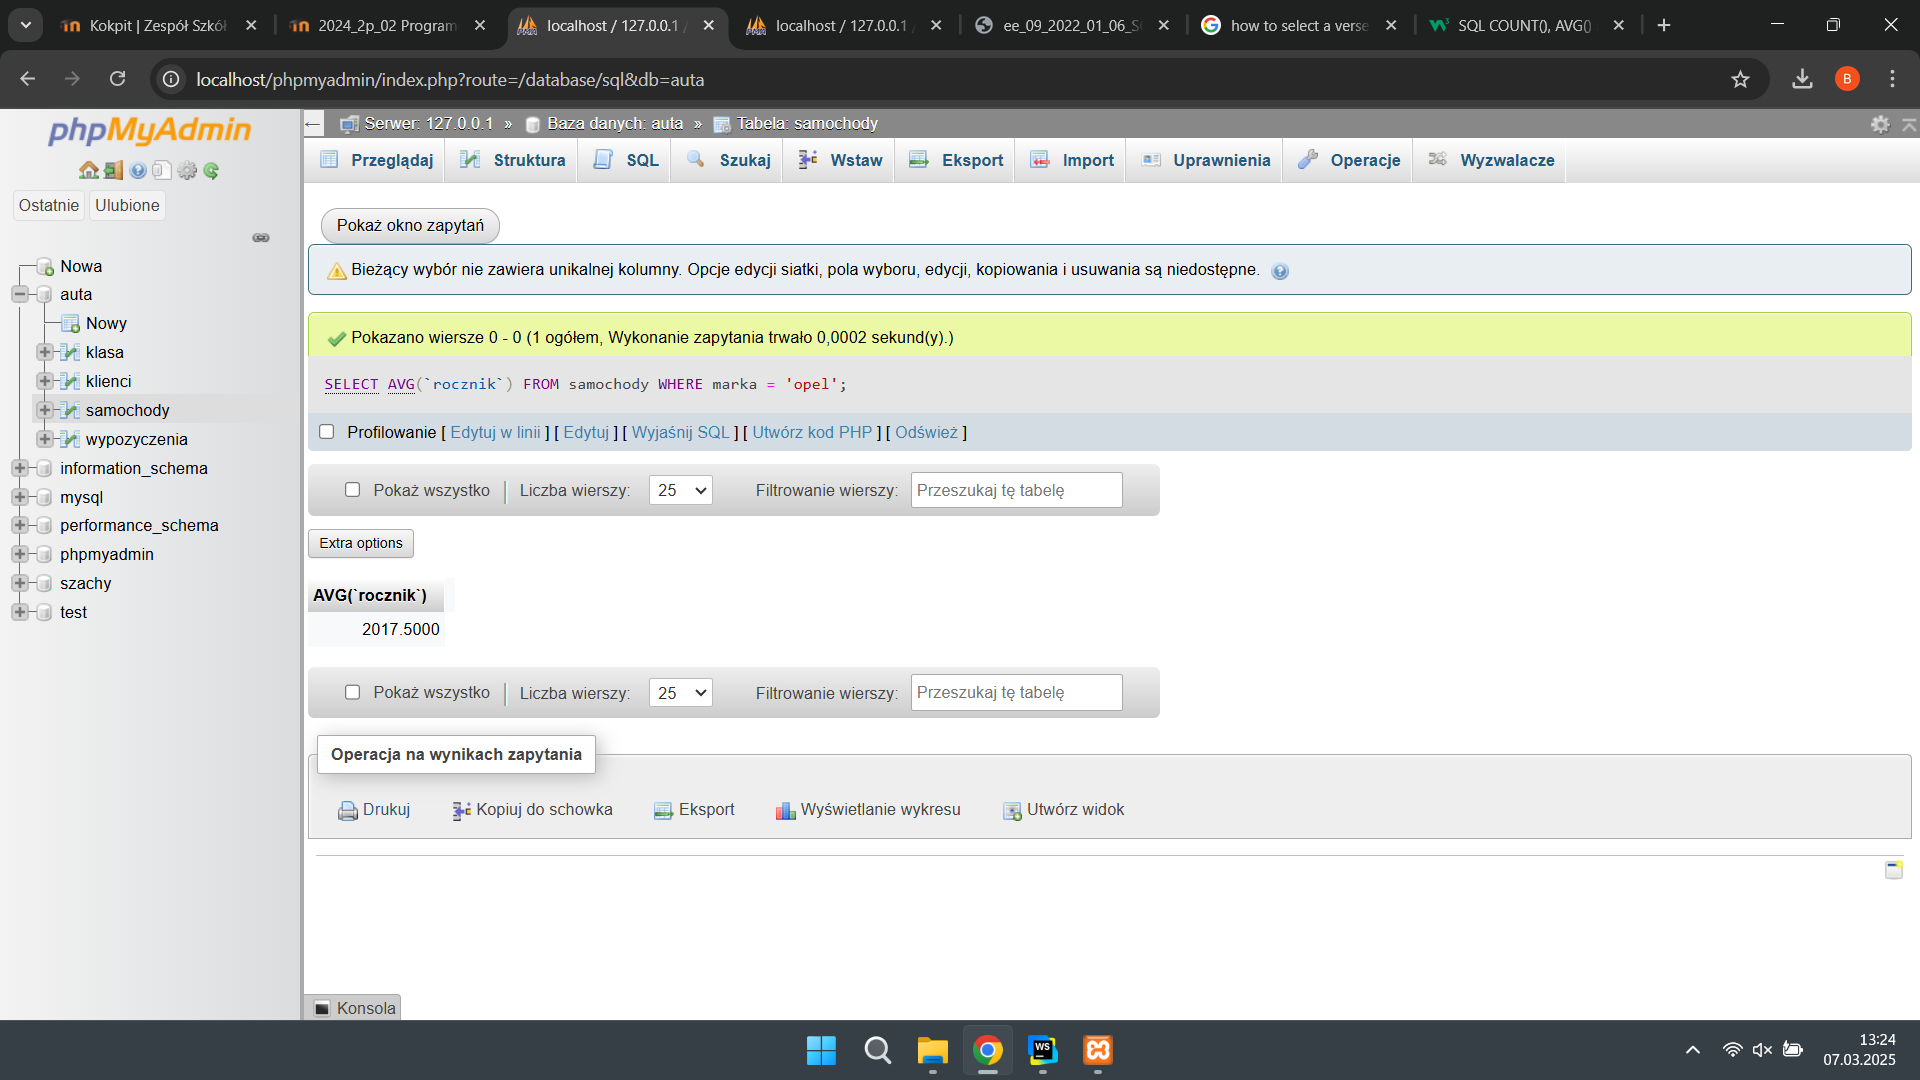 Kokpit | Zespół Szkół
2024_2p_02 Program
localhost / 127.0.0.1 /
localhost / 127.0.0.1 /
ee_09_2022_01_06_S
how to select a verse
SQL COUNT(), AVG()
localhost/phpmyadmin/index.php?route=/database/sql&db=auta
B
phpMyAdmin
Ostatnie
Ulubione
Nowa
auta
Nowy
klasa
klienci
samochody
wypozyczenia
information_schema
mysql
performance_schema
phpmyadmin
szachy
test
Serwer: 127.0.0.1 » Baza danych: auta » Tabela: samochody
Przeglądaj
Struktura
SQL
Szukaj
Wstaw
Eksport
Import
Uprawnienia
Operacje
Wyzwalacze
Pokaż okno zapytań
Bieżący wybór nie zawiera unikalnej kolumny. Opcje edycji siatki, pola wyboru, edycji, kopiowania i usuwania są niedostępne.
Pokazano wiersze 0 - 0 (1 ogółem, Wykonanie zapytania trwało 0,0002 sekund(y).)
SELECT AVG(`rocznik`) FROM samochody WHERE marka = 'opel';
Profilowanie [ Edytuj w linii ] [ Edytuj ] [ Wyjaśnij SQL ] [ Utwórz kod PHP ] [ Odśwież ]
Pokaż wszystko
Liczba wierszy:
25
Filtrowanie wierszy:
Przeszukaj tę tabelę
Extra options
AVG(`rocznik`)
2017.5000
Pokaż wszystko
Liczba wierszy:
25
Filtrowanie wierszy:
Przeszukaj tę tabelę
Operacja na wynikach zapytania
Drukuj
Kopiuj do schowka
Eksport
Wyświetlanie wykresu
Utwórz widok
Konsola
WS
13:24
07.03.2025